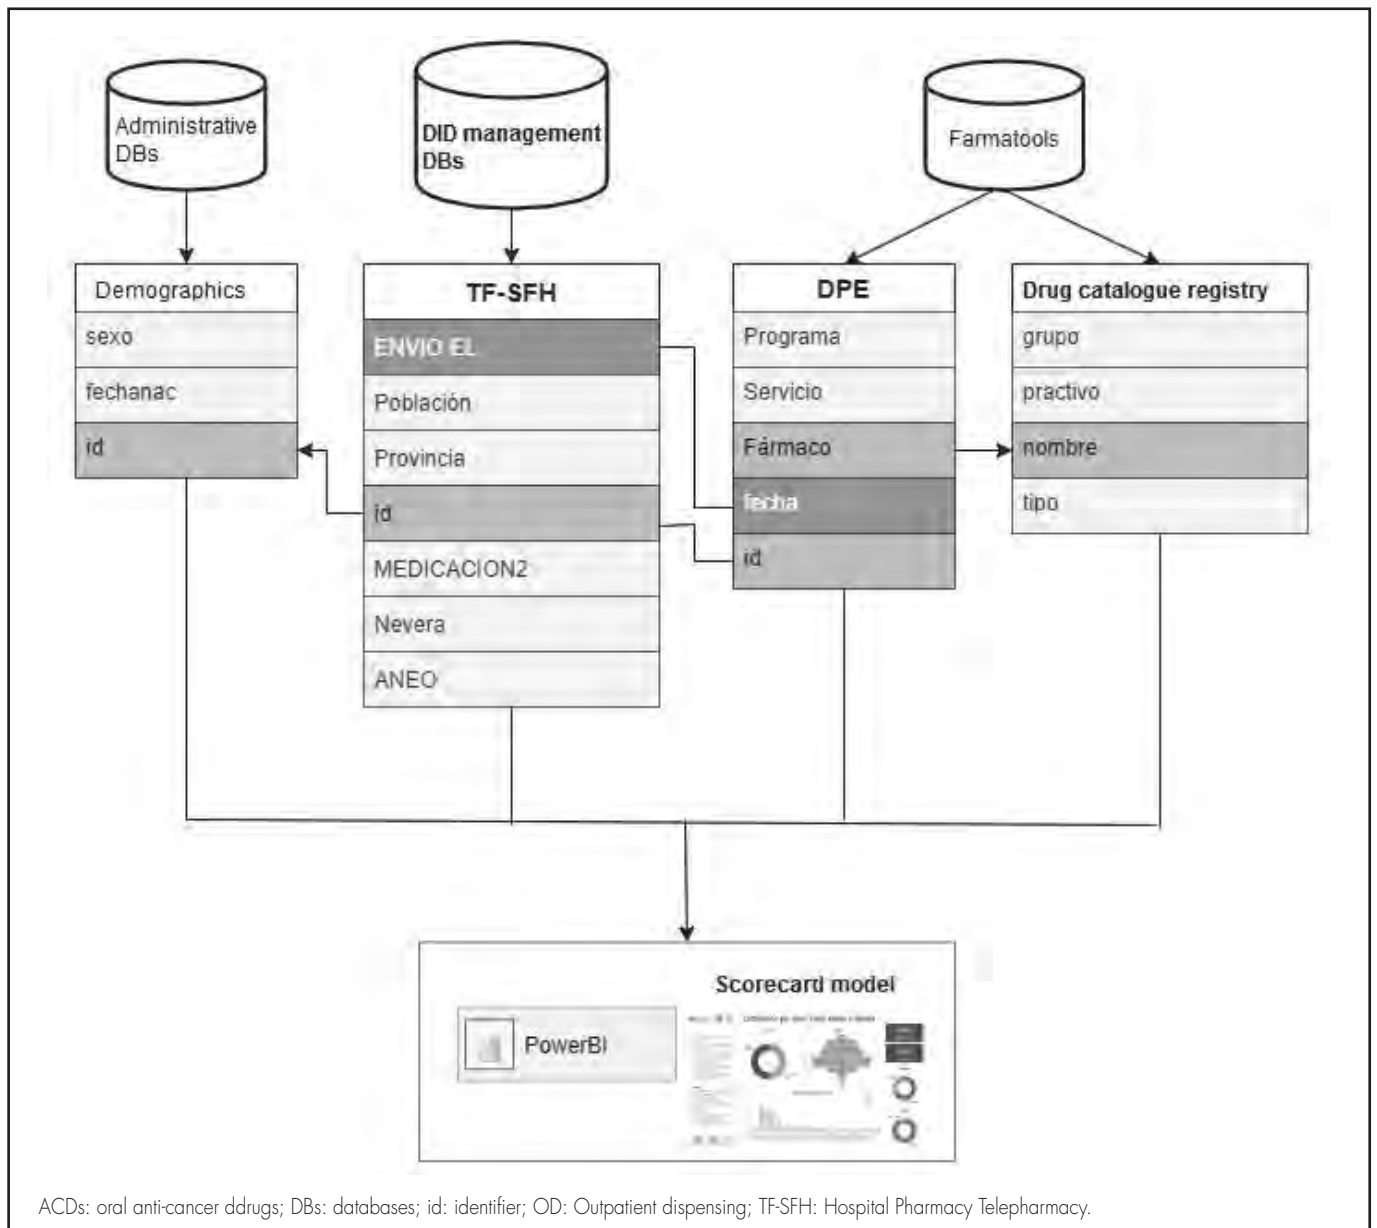 Administrative
DBs
DID management
DBs
Farmatools
Demographics
sexo
fechanac
id
TF-SFH
ENVIO EL
Población
Provincia
id
MEDICACION2
Nevera
ANEO
DPE
Programa
Servicio
Fármaco
fecha
id
Drug catalogue registry
grupo
practivo
nombre
tipo
Scorecard model
PowerBI
ACDs: oral anti-cancer ddrugs; DBs: databases; id: identifier; OD: Outpatient dispensing; TF-SFH: Hospital Pharmacy Telepharmacy.